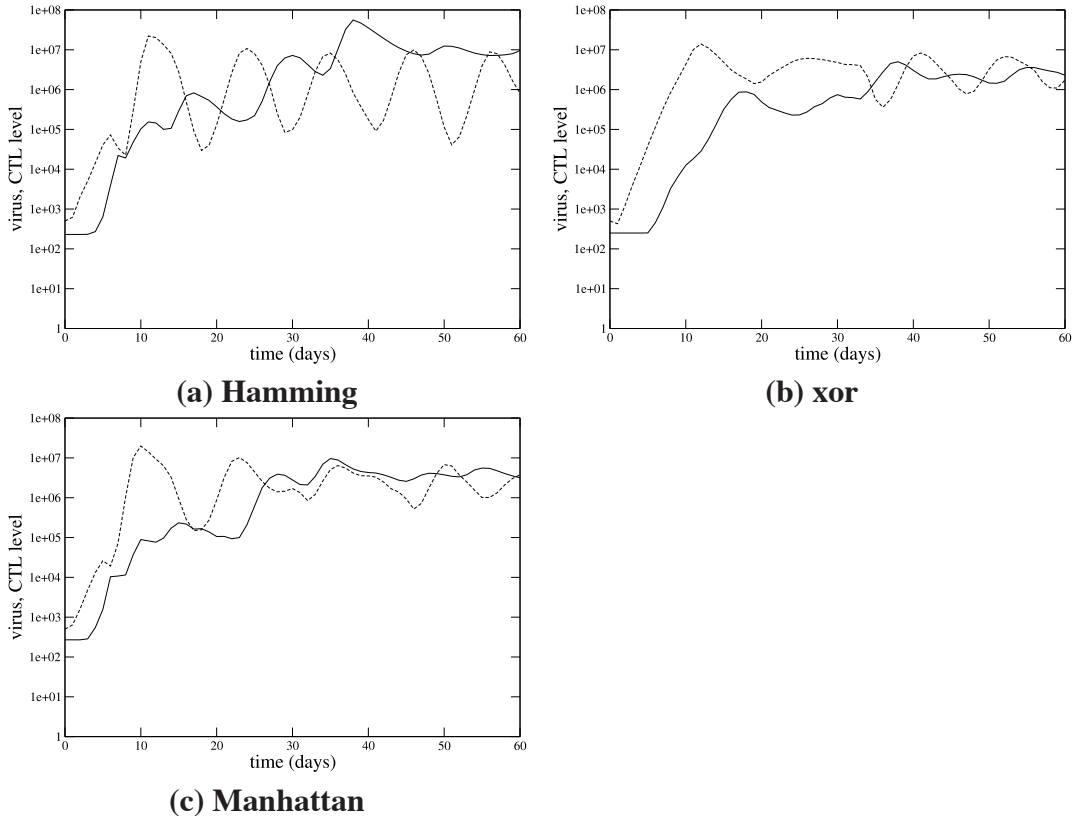 1e+08
1e+07
1e+06
1e+05
1e+04
1e+03
1e+02
1e+01
1
virus, CTL level
0 10 20 30 40 50 60
time (days)
(a) Hamming
1e+08
1e+07
1e+06
1e+05
1e+04
1e+03
1e+02
1e+01
1
virus, CTL level
0 10 20 30 40 50 60
time (days)
(b) xor
1e+08
1e+07
1e+06
1e+05
1e+04
1e+03
1e+02
1e+01
1
virus, CTL level
0 10 20 30 40 50 60
time (days)
(c) Manhattan